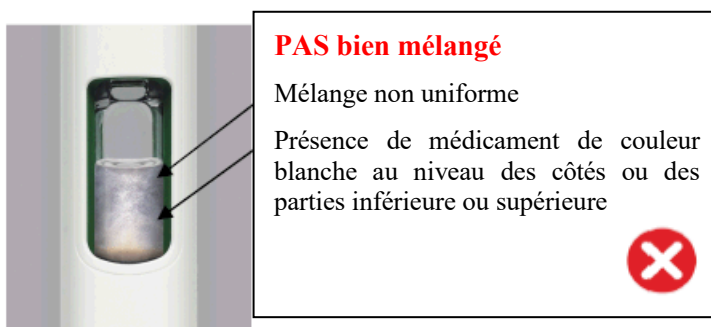 PAS bien mélangé
Mélange non uniforme
Présence de médicament de couleur
blanche au niveau des côtés ou des
parties inférieure ou supérieure